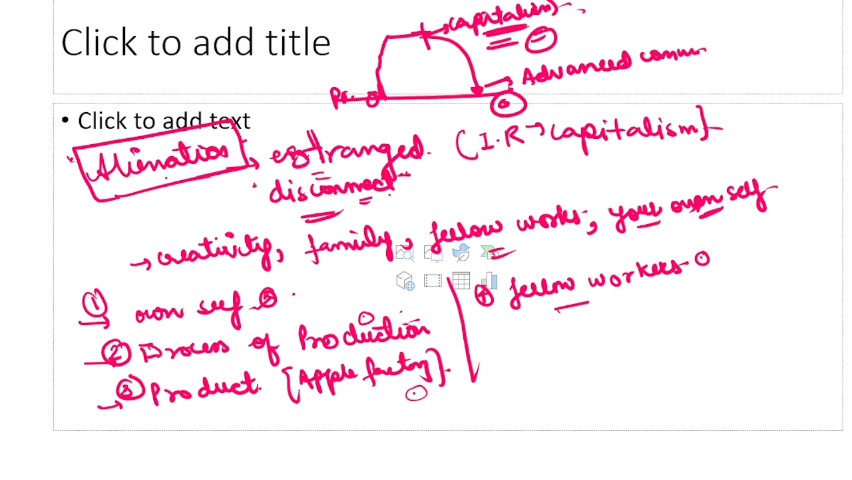 Click to add title
capitalism
Advanced commu
• Click to add text
Alienation → estranged. (I.R → capitalism)
disconnect
→ creativity, family, fellow works, your own self
① own self
② Process of Production
③ Product. [Apple factory].
④ fellow workers